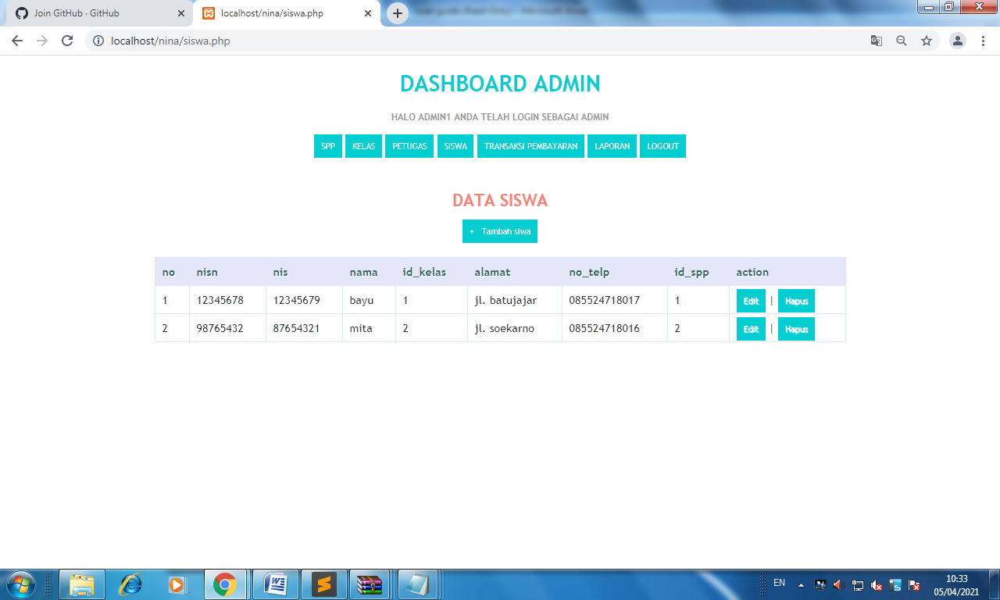 Join GitHub · GitHub
localhost/nina/siswa.php
localhost/nina/siswa.php
DASHBOARD ADMIN
HALO ADMIN1 ANDA TELAH LOGIN SEBAGAI ADMIN
SPP KELAS PETUGAS SISWA TRANSAKSI PEMBAYARAN LAPORAN LOGOUT
DATA SISWA
+ Tambah siwa
no nisn nis nama id_kelas alamat no_telp id_spp action
1 12345678 12345679 bayu 1 jl. batujajar 085524718017 1 Edit | Hapus
2 98765432 87654321 mita 2 jl. soekarno 085524718016 2 Edit | Hapus
EN
10:33
05/04/2021